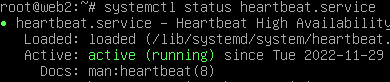 root@web2:~# systemctl status heartbeat.service
● heartbeat.service - Heartbeat High Availability
Loaded: loaded (/lib/systemd/system/heartbeat.
Active: active (running) since Tue 2022-11-29
Docs: man:heartbeat(8)